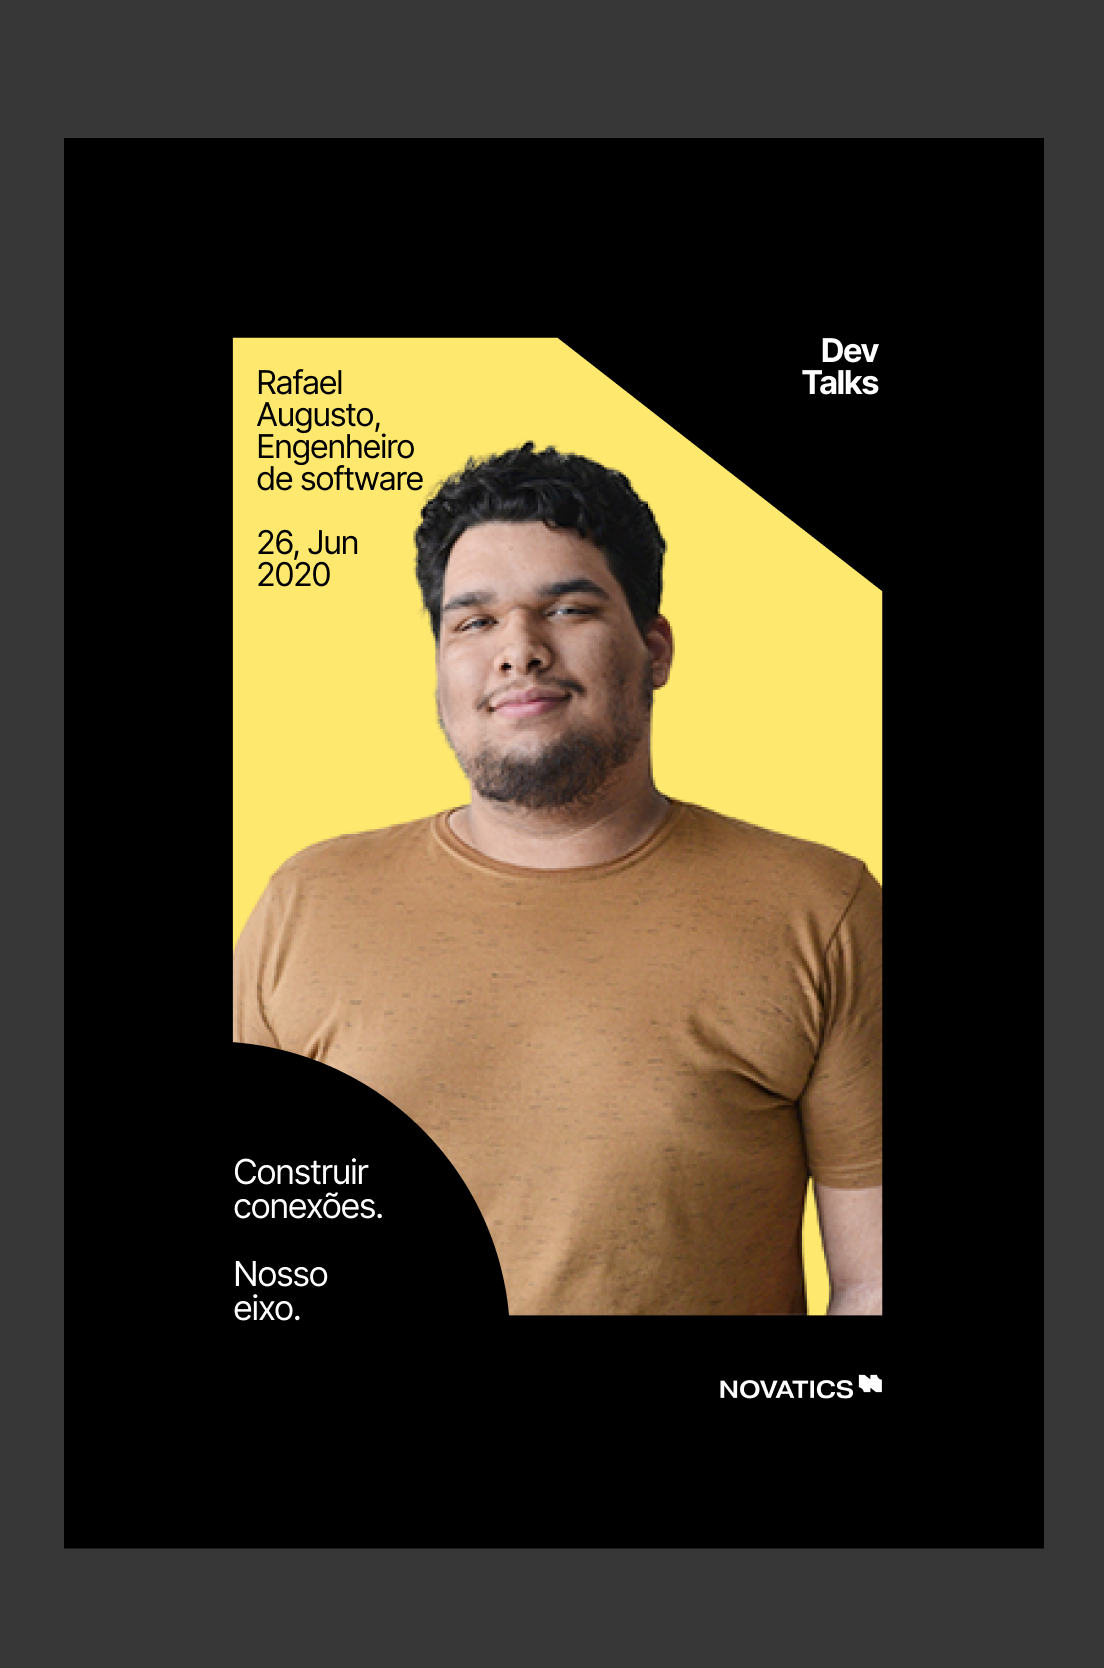 Dev
Talks
Rafael
Augusto,
Engenheiro
de software
26, Jun
2020
Construir
conexões.
Nosso
eixo.
NOVATICS